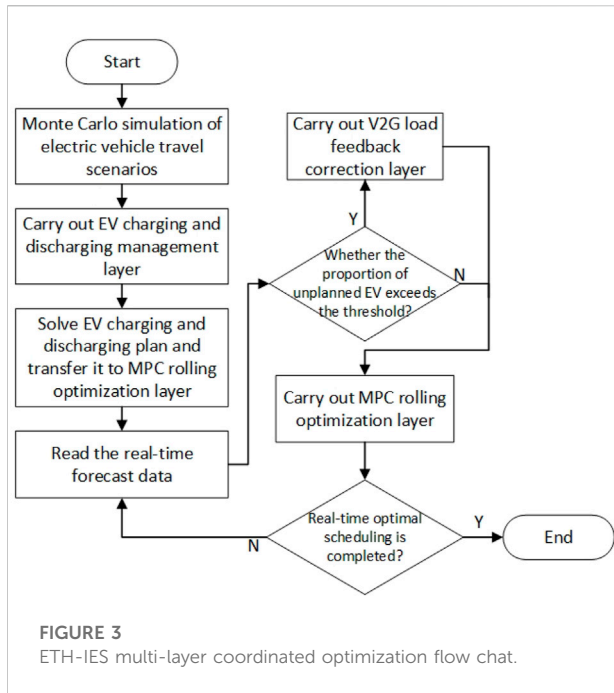 Start
Monte Carlo simulation of
electric vehicle travel
scenarios
Carry out EV charging and
discharging management
layer
Solve EV charging and
discharging plan and
transfer it to MPC rolling
optimization layer
Read the real-time
forecast data
Carry out V2G load
feedback
correction layer
Y
Whether the
proportion of
unplanned EV exceeds
the threshold?
N
Carry out MPC rolling
optimization layer
Real-time optimal
scheduling is
completed?
N
Y
End
FIGURE 3
ETH-IES multi-layer coordinated optimization flow chat.